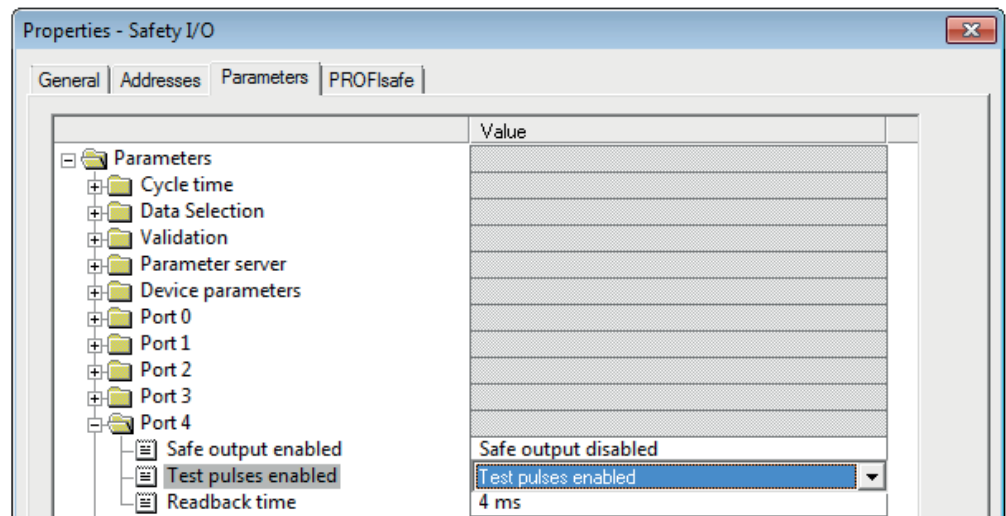 Properties - Safety I/O
General Addresses Parameters PROFIsafe
Value
Parameters
Cycle time
Data Selection
Validation
Parameter server
Device parameters
Port 0
Port 1
Port 2
Port 3
Port 4
Safe output enabled Safe output disabled
Test pulses enabled Test pulses enabled
Readback time 4 ms